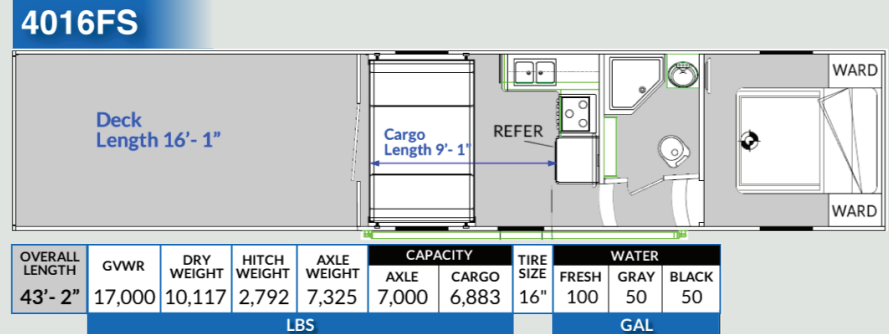 4016FS
WARD
Deck
Length 16'- 1"
Cargo
Length 9'- 1"
REFER
WARD
OVERALL LENGTH
GVWR
DRY WEIGHT
HITCH WEIGHT
AXLE WEIGHT
CAPACITY
AXLE
CARGO
TIRE SIZE
WATER
FRESH
GRAY
BLACK
43'- 2"
17,000
10,117
2,792
7,325
7,000
6,883
16"
100
50
50
LBS
GAL